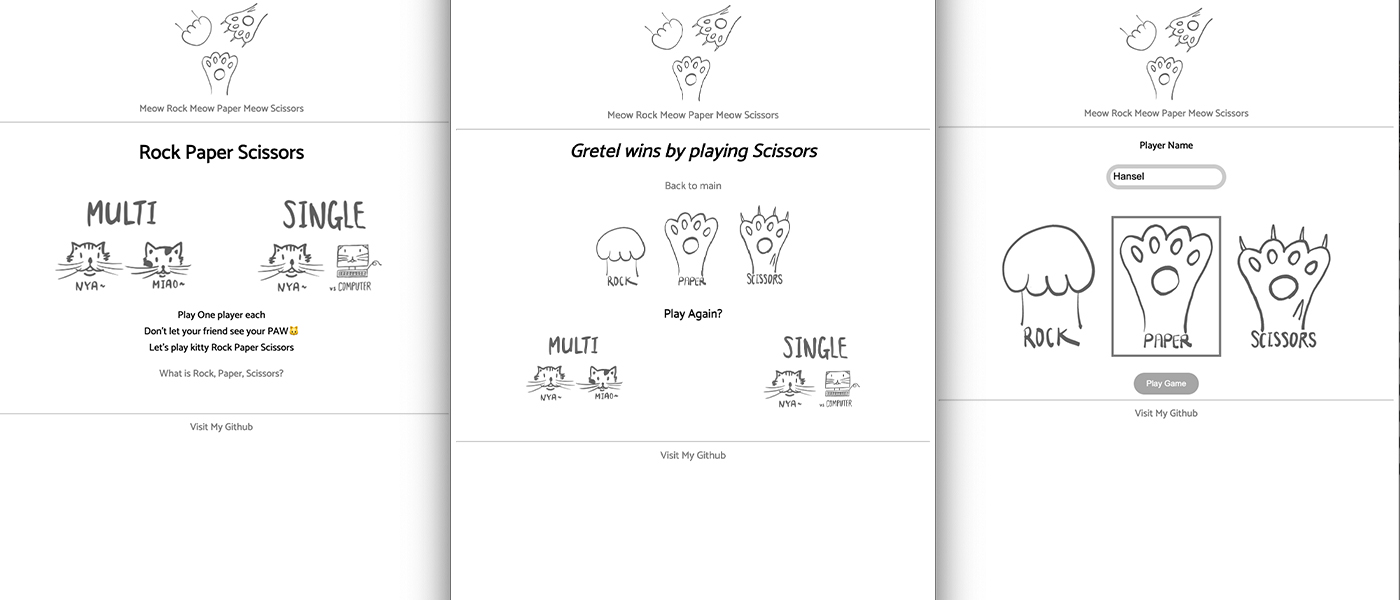 Meow Rock Meow Paper Meow Scissors
Rock Paper Scissors
MULTI
SINGLE
NYA~
MIAO~
NYA~
vs COMPUTER
Play One player each
Don't let your friend see your PAW🐱
Let's play kitty Rock Paper Scissors
What is Rock, Paper, Scissors?
Visit My Github
Meow Rock Meow Paper Meow Scissors
Gretel wins by playing Scissors
Back to main
ROCK
PAPER
SCISSORS
Play Again?
MULTI
SINGLE
NYA~
MIAO~
NYA~
vs COMPUTER
Visit My Github
Meow Rock Meow Paper Meow Scissors
Player Name
Hansel
ROCK
PAPER
SCISSORS
Play Game
Visit My Github